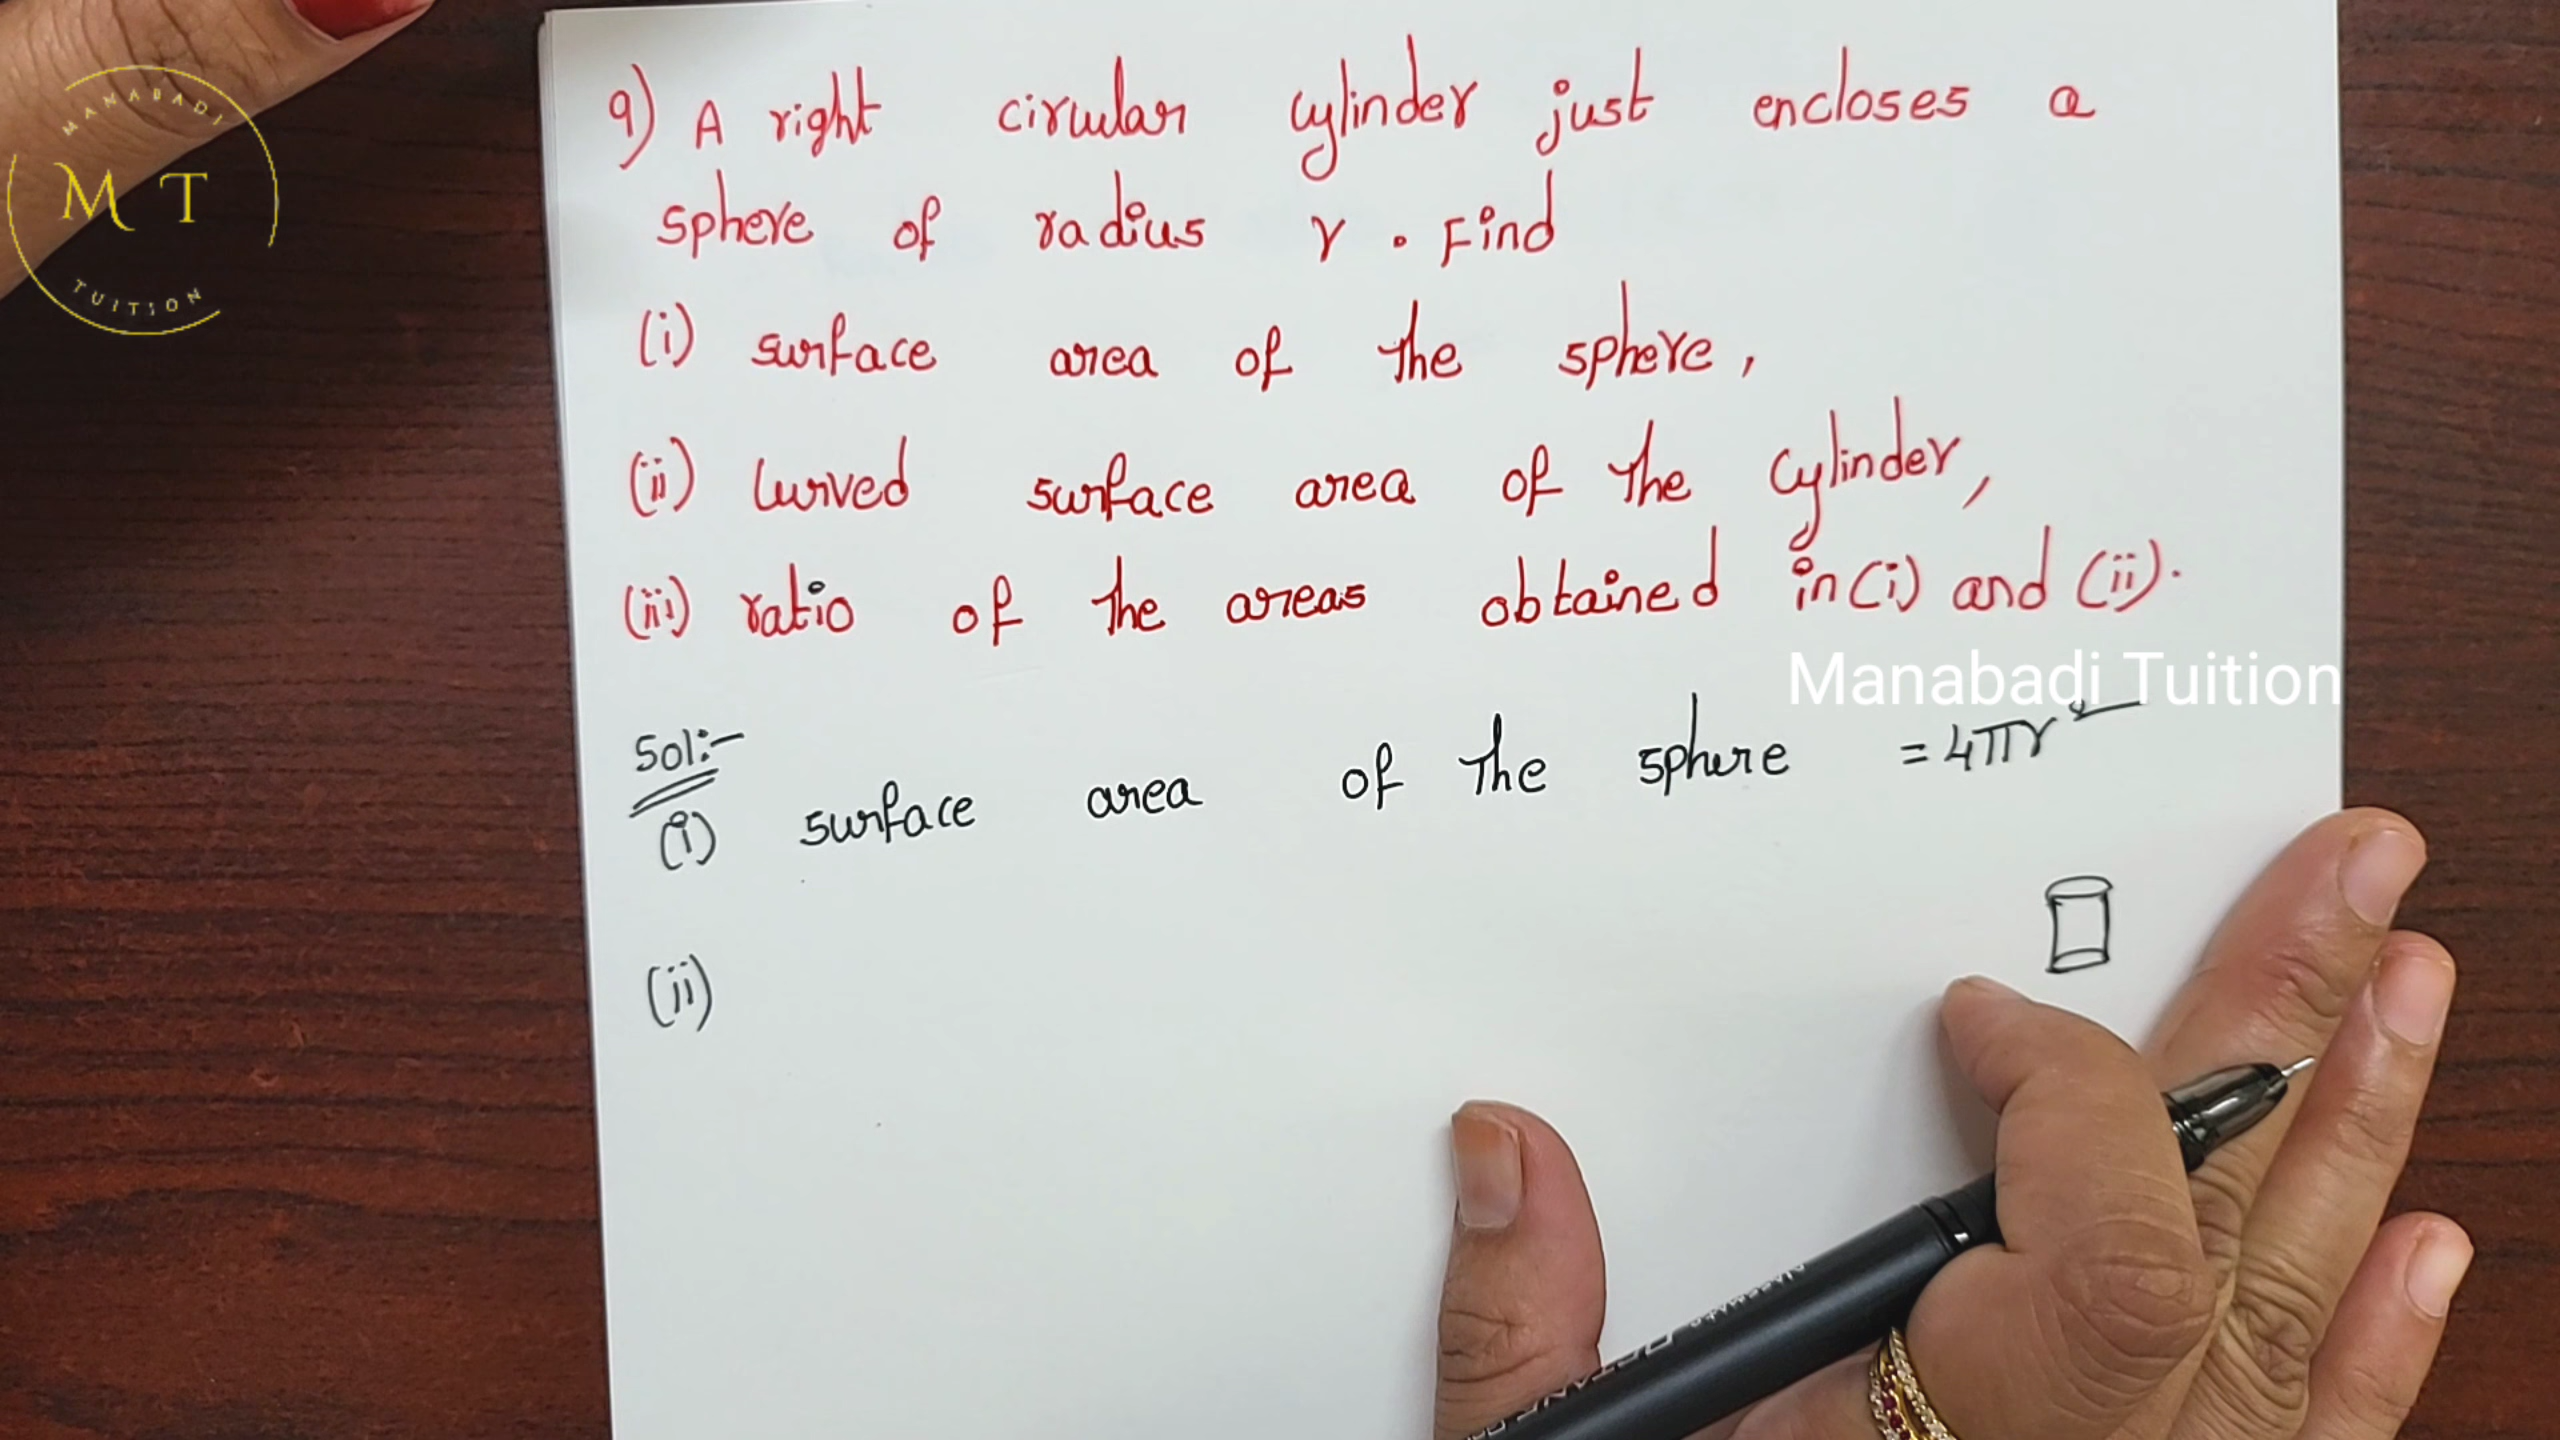 MANABADI
MT
TUITION
9) A right circular cylinder just encloses a
sphere of radius r. Find
(i) surface area of the sphere,
(ii) Curved surface area of the cylinder,
(iii) ratio of the areas obtained in (i) and (ii).
Manabadi Tuition
Sol:-
(i) surface area of the sphere = 4πr²
(ii)